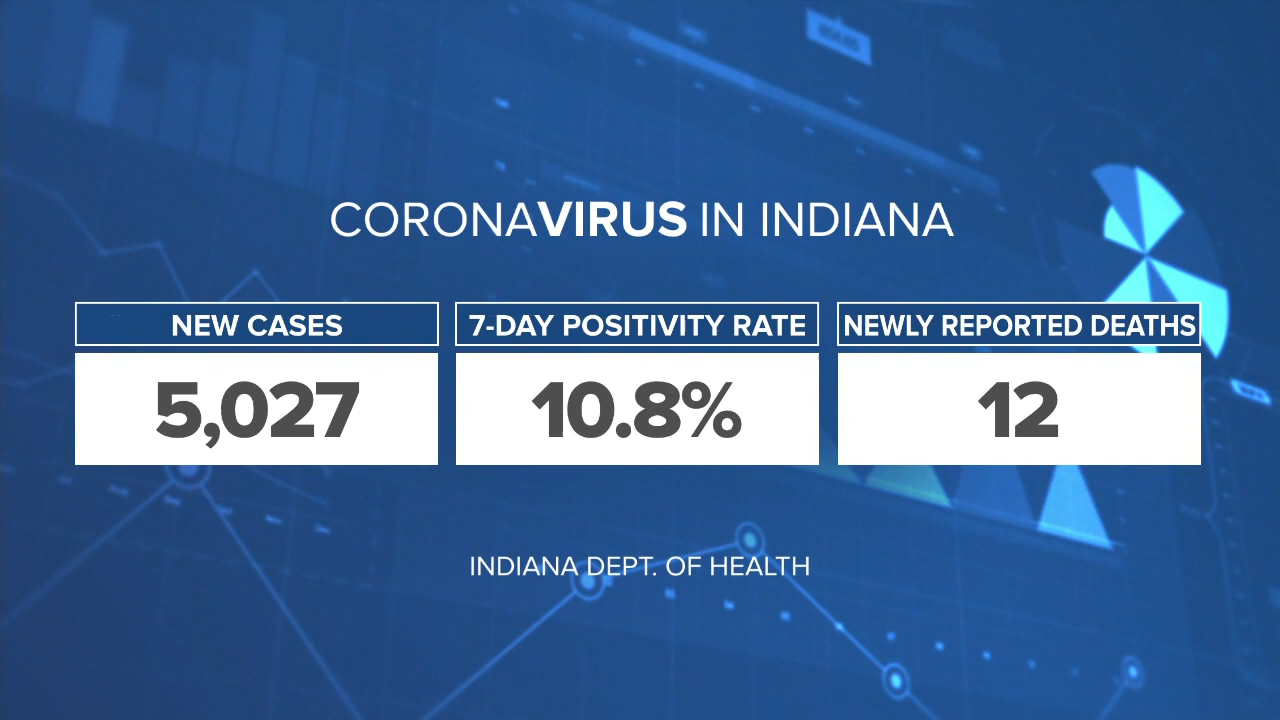 CORONAVIRUS IN INDIANA
NEW CASES
5,027
7-DAY POSITIVITY RATE
10.8%
NEWLY REPORTED DEATHS
12
INDIANA DEPT. OF HEALTH